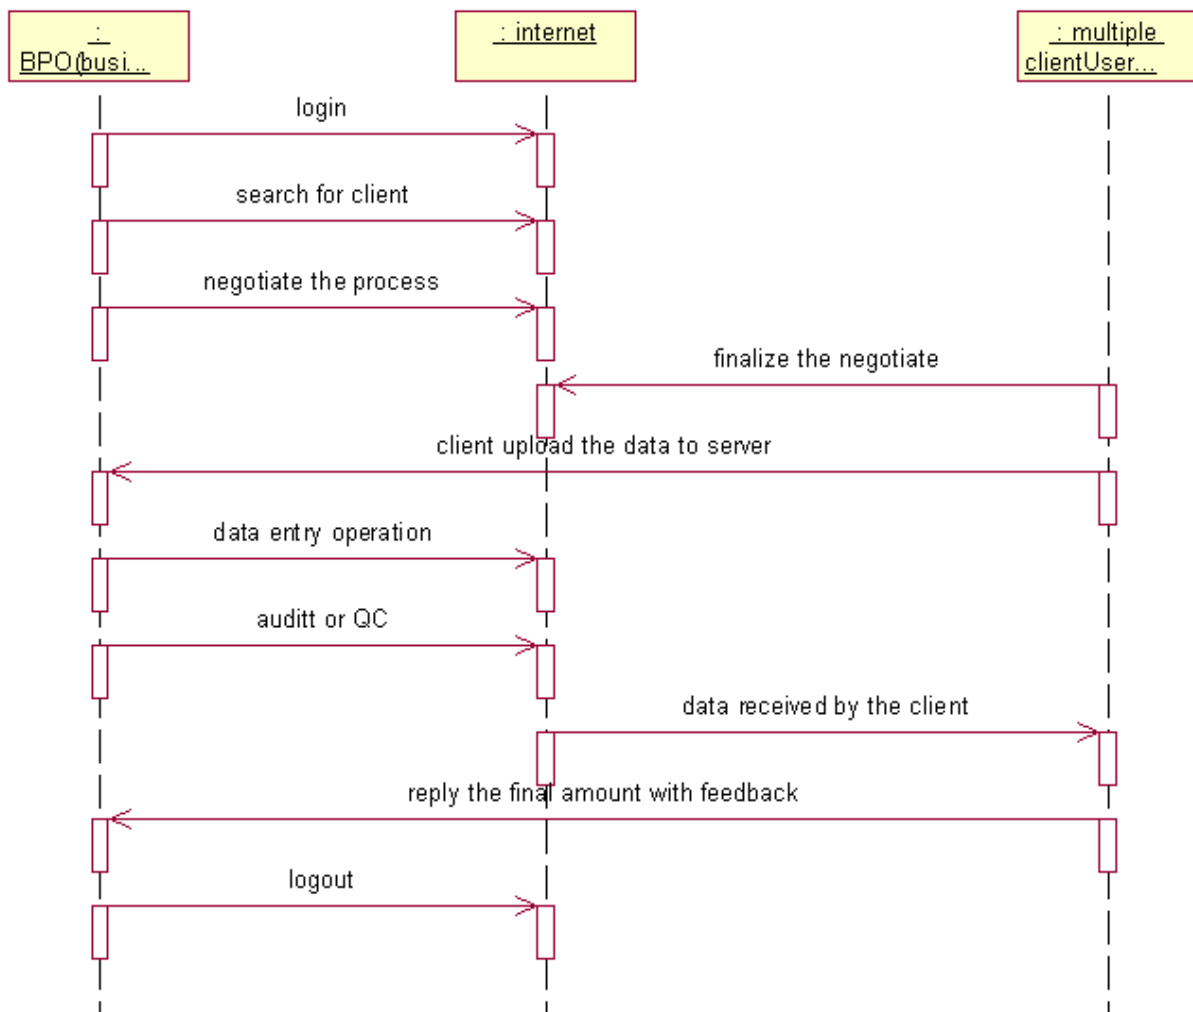 :
BPO(busi...
: internet
: multiple
clientUser...
login
search for client
negotiate the process
finalize the negotiate
client upload the data to server
data entry operation
auditt or QC
data received by the client
reply the final amount with feedback
logout